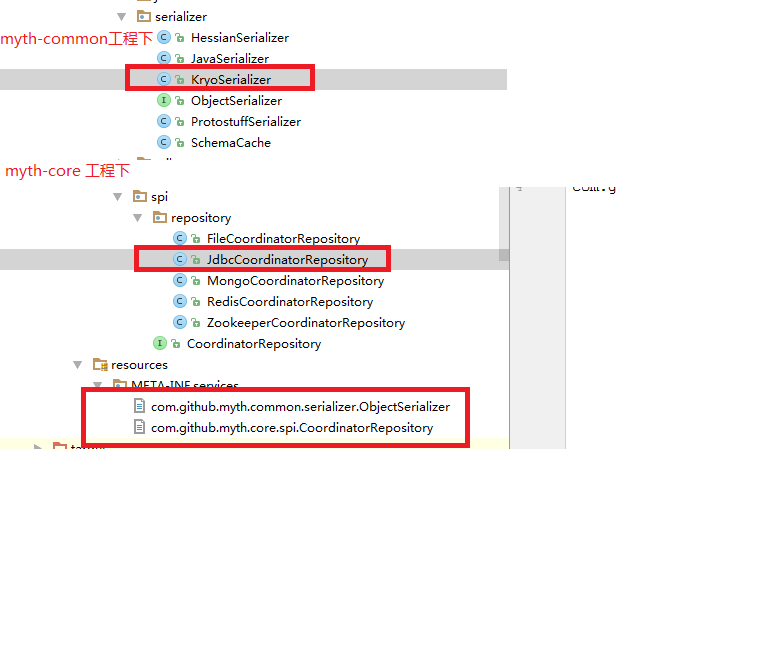 serializer
myth-common工程下
HessianSerializer
JavaSerializer
KryoSerializer
ObjectSerializer
ProtostuffSerializer
SchemaCache
myth-core 工程下
com.g
spi
repository
FileCoordinatorRepository
JdbcCoordinatorRepository
MongoCoordinatorRepository
RedisCoordinatorRepository
ZookeeperCoordinatorRepository
CoordinatorRepository
resources
META-INF.services
com.github.myth.common.serializer.ObjectSerializer
com.github.myth.core.spi.CoordinatorRepository